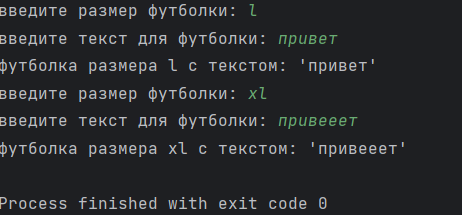 введите размер футболки: l
введите текст для футболки: привет
футболка размера l с текстом: 'привет'
введите размер футболки: xl
введите текст для футболки: привееет
футболка размера xl с текстом: 'привееет'
Process finished with exit code 0